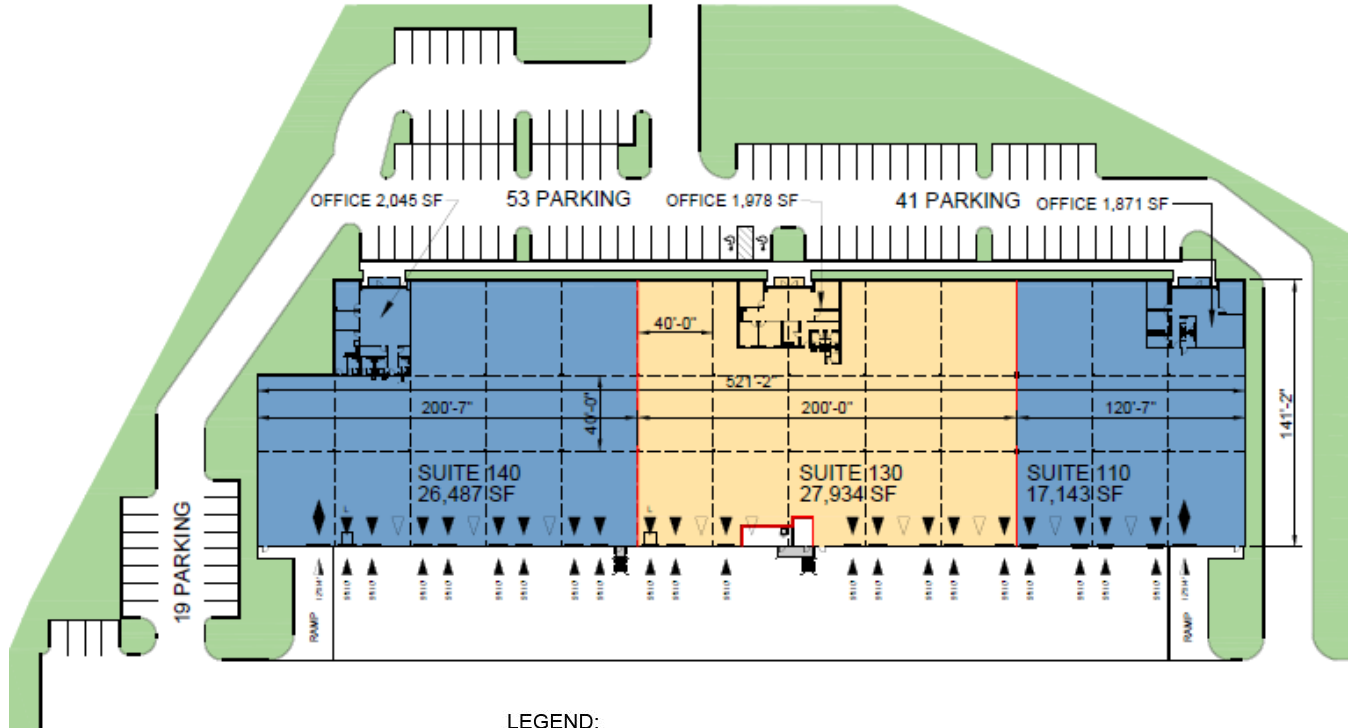 OFFICE 2,045 SF
53 PARKING
OFFICE 1,978 SF
41 PARKING
OFFICE 1,871 SF
40'-0"
521'-2"
200'-7"
40'-0"
200'-0"
120'-7"
141'-2"
SUITE 140
26,487 SF
SUITE 130
27,934 SF
SUITE 110
17,143 SF
19 PARKING
RAMP
RAMP
LEGEND: